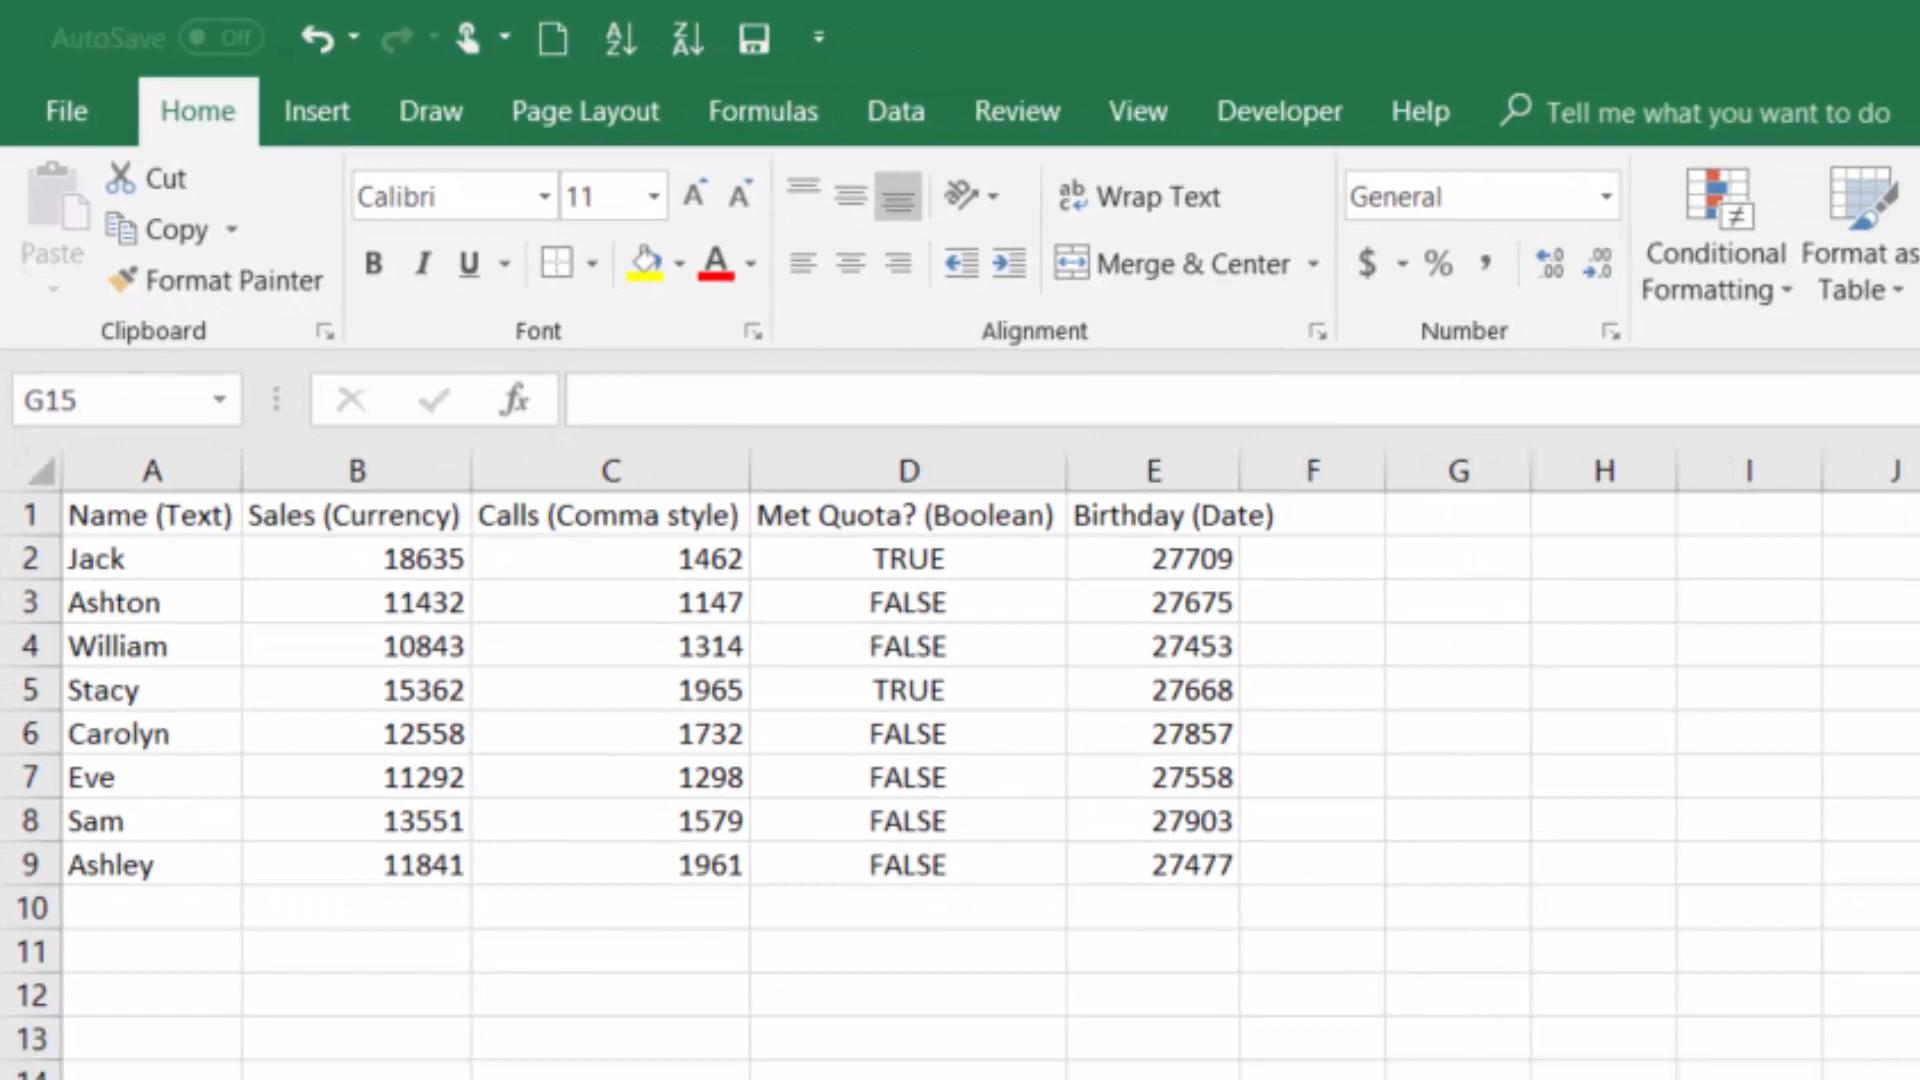 AutoSave Off
File Home Insert Draw Page Layout Formulas Data Review View Developer Help Tell me what you want to do
Paste
Cut
Copy
Format Painter
Clipboard
Calibri 11 A A
B I U A
Font
ab Wrap Text
Merge & Center
Alignment
General
$ % , .00 .00
Number
Conditional Formatting
Format as Table
G15 fx
A B C D E F G H I J
1 Name (Text) Sales (Currency) Calls (Comma style) Met Quota? (Boolean) Birthday (Date)
2 Jack 18635 1462 TRUE 27709
3 Ashton 11432 1147 FALSE 27675
4 William 10843 1314 FALSE 27453
5 Stacy 15362 1965 TRUE 27668
6 Carolyn 12558 1732 FALSE 27857
7 Eve 11292 1298 FALSE 27558
8 Sam 13551 1579 FALSE 27903
9 Ashley 11841 1961 FALSE 27477
10
11
12
13